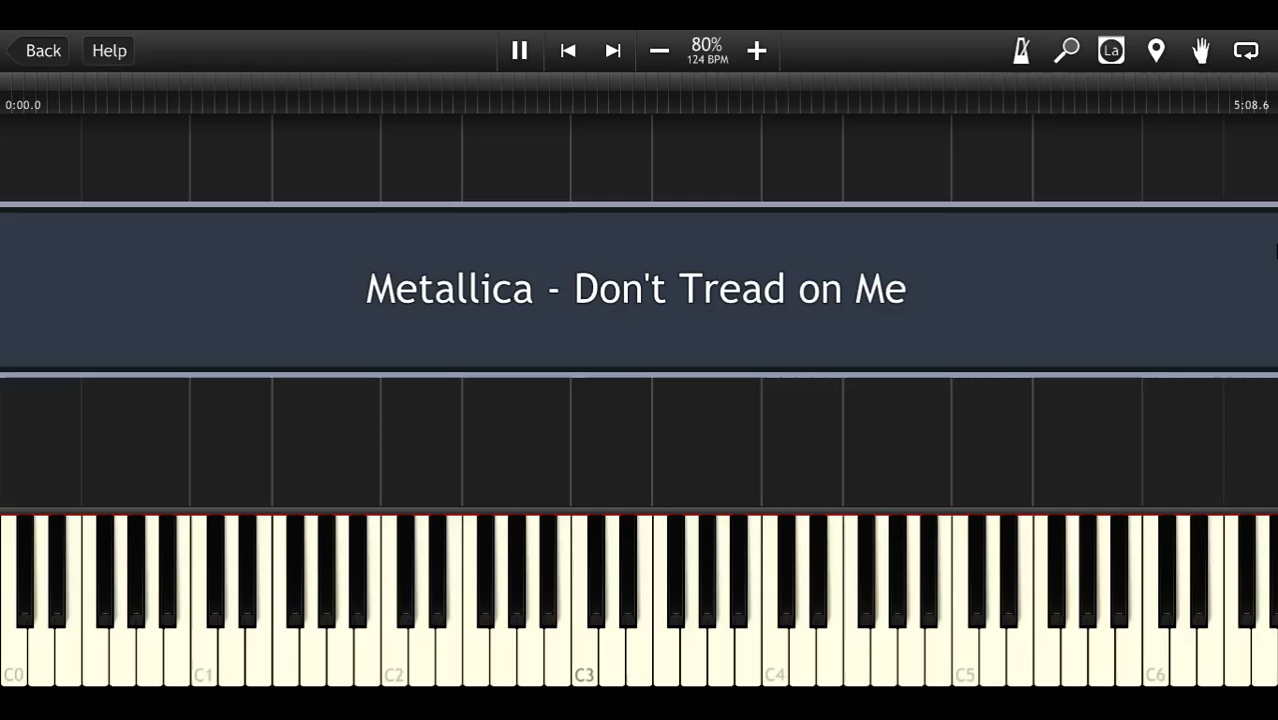 Back Help 80% La
124 BPM
0:00.0 5:08.6
Metallica - Don't Tread on Me
C0 C1 C2 C3 C4 C5 C6